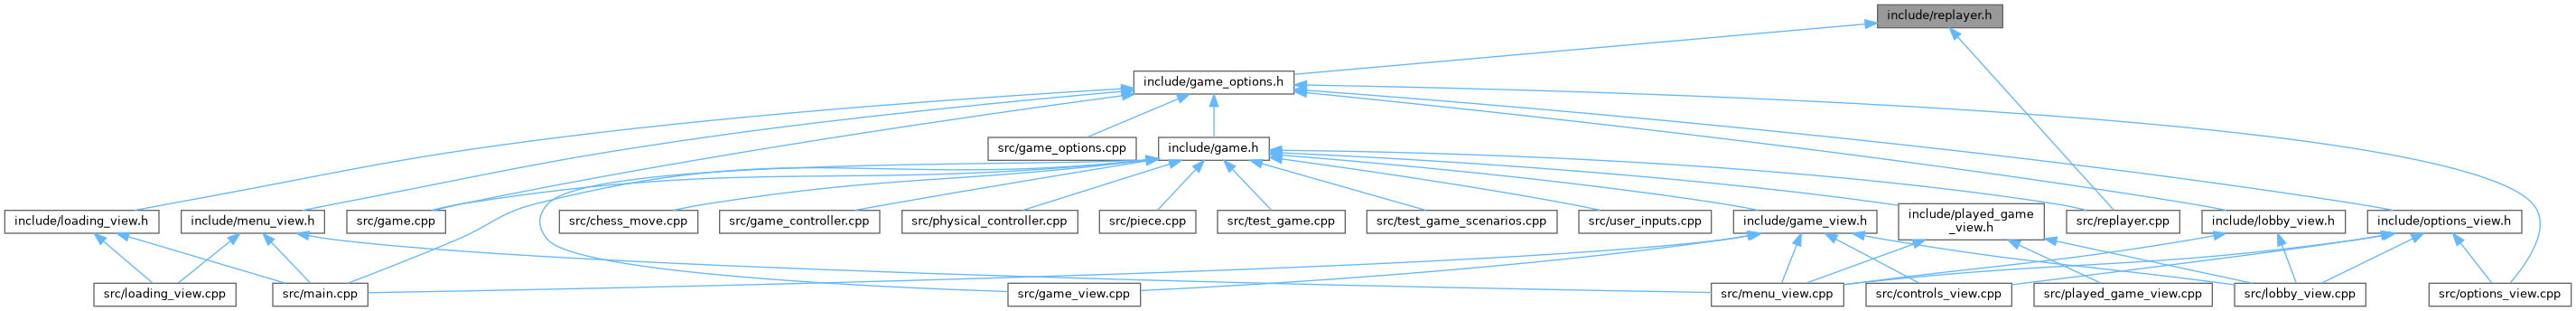 include/replayer.h
include/game_options.h
src/game_options.cpp
include/game.h
include/loading_view.h
include/menu_view.h
src/game.cpp
src/chess_move.cpp
src/game_controller.cpp
src/physical_controller.cpp
src/piece.cpp
src/test_game.cpp
src/test_game_scenarios.cpp
src/user_inputs.cpp
include/game_view.h
include/played_game
_view.h
src/replayer.cpp
include/lobby_view.h
include/options_view.h
src/loading_view.cpp
src/main.cpp
src/game_view.cpp
src/menu_view.cpp
src/controls_view.cpp
src/played_game_view.cpp
src/lobby_view.cpp
src/options_view.cpp